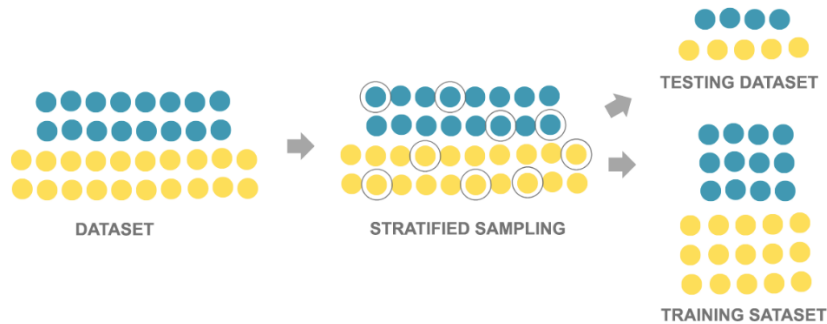 TESTING DATASET
DATASET
STRATIFIED SAMPLING
TRAINING SATASET